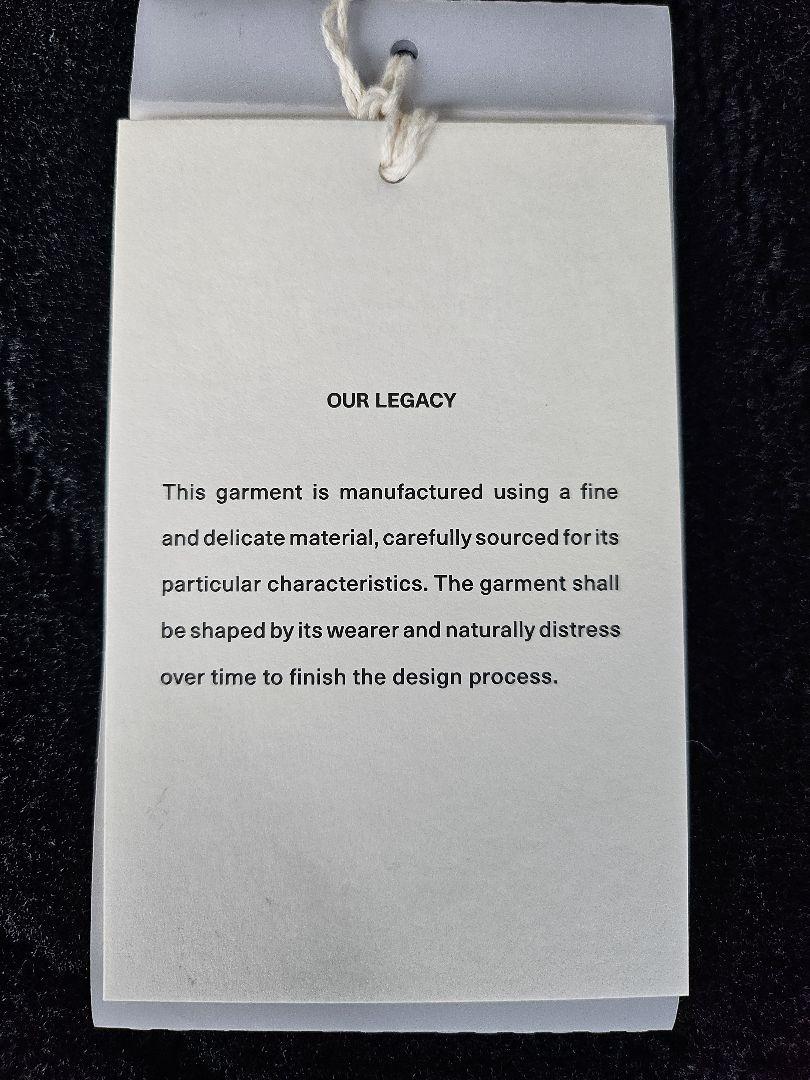 OUR LEGACY
This garment is manufactured using a fine
and delicate material, carefully sourced for its
particular characteristics. The garment shall
be shaped by its wearer and naturally distress
over time to finish the design process.